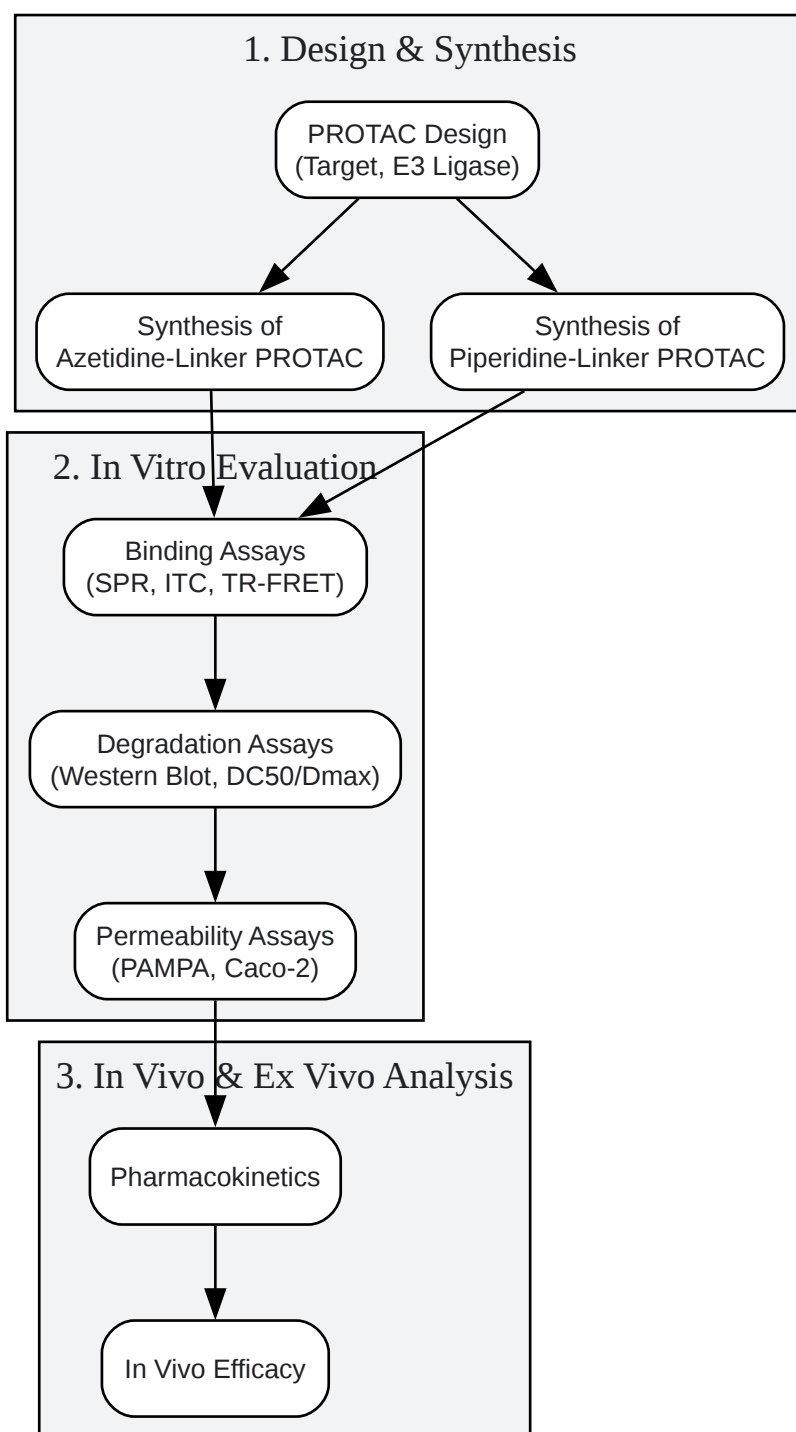 1. Design & Synthesis
PROTAC Design
(Target, E3 Ligase)
Synthesis of
Azetidine-Linker PROTAC
Synthesis of
Piperidine-Linker PROTAC
2. In Vitro Evaluation
Binding Assays
(SPR, ITC, TR-FRET)
Degradation Assays
(Western Blot, DC50/Dmax)
Permeability Assays
(PAMPA, Caco-2)
3. In Vivo & Ex Vivo Analysis
Pharmacokinetics
In Vivo Efficacy